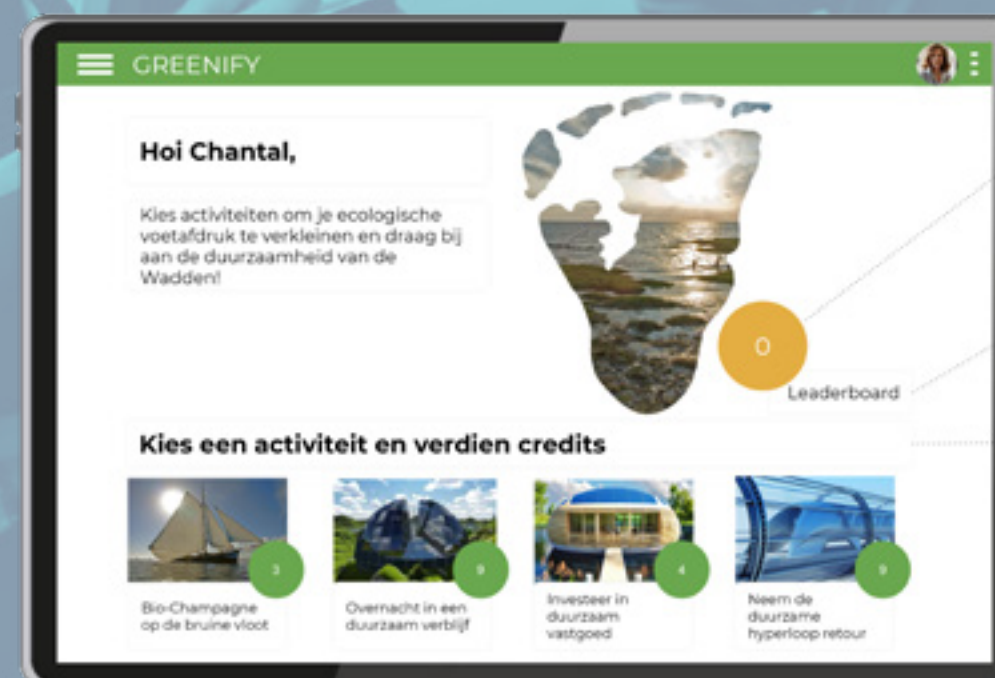 GREENIFY
Hoi Chantal,
Kies activiteiten om je ecologische
voetafdruk te verkleinen en draag bij
aan de duurzaamheid van de
Wadden!
0
Leaderboard
Kies een activiteit en verdien credits
3
9
4
9
Bio-Champagne
op de bruine vloot
Overnacht in een
duurzaam verblijf
Investeer in
duurzaam
vastgoed
Neem de
duurzame
hyperloop retour